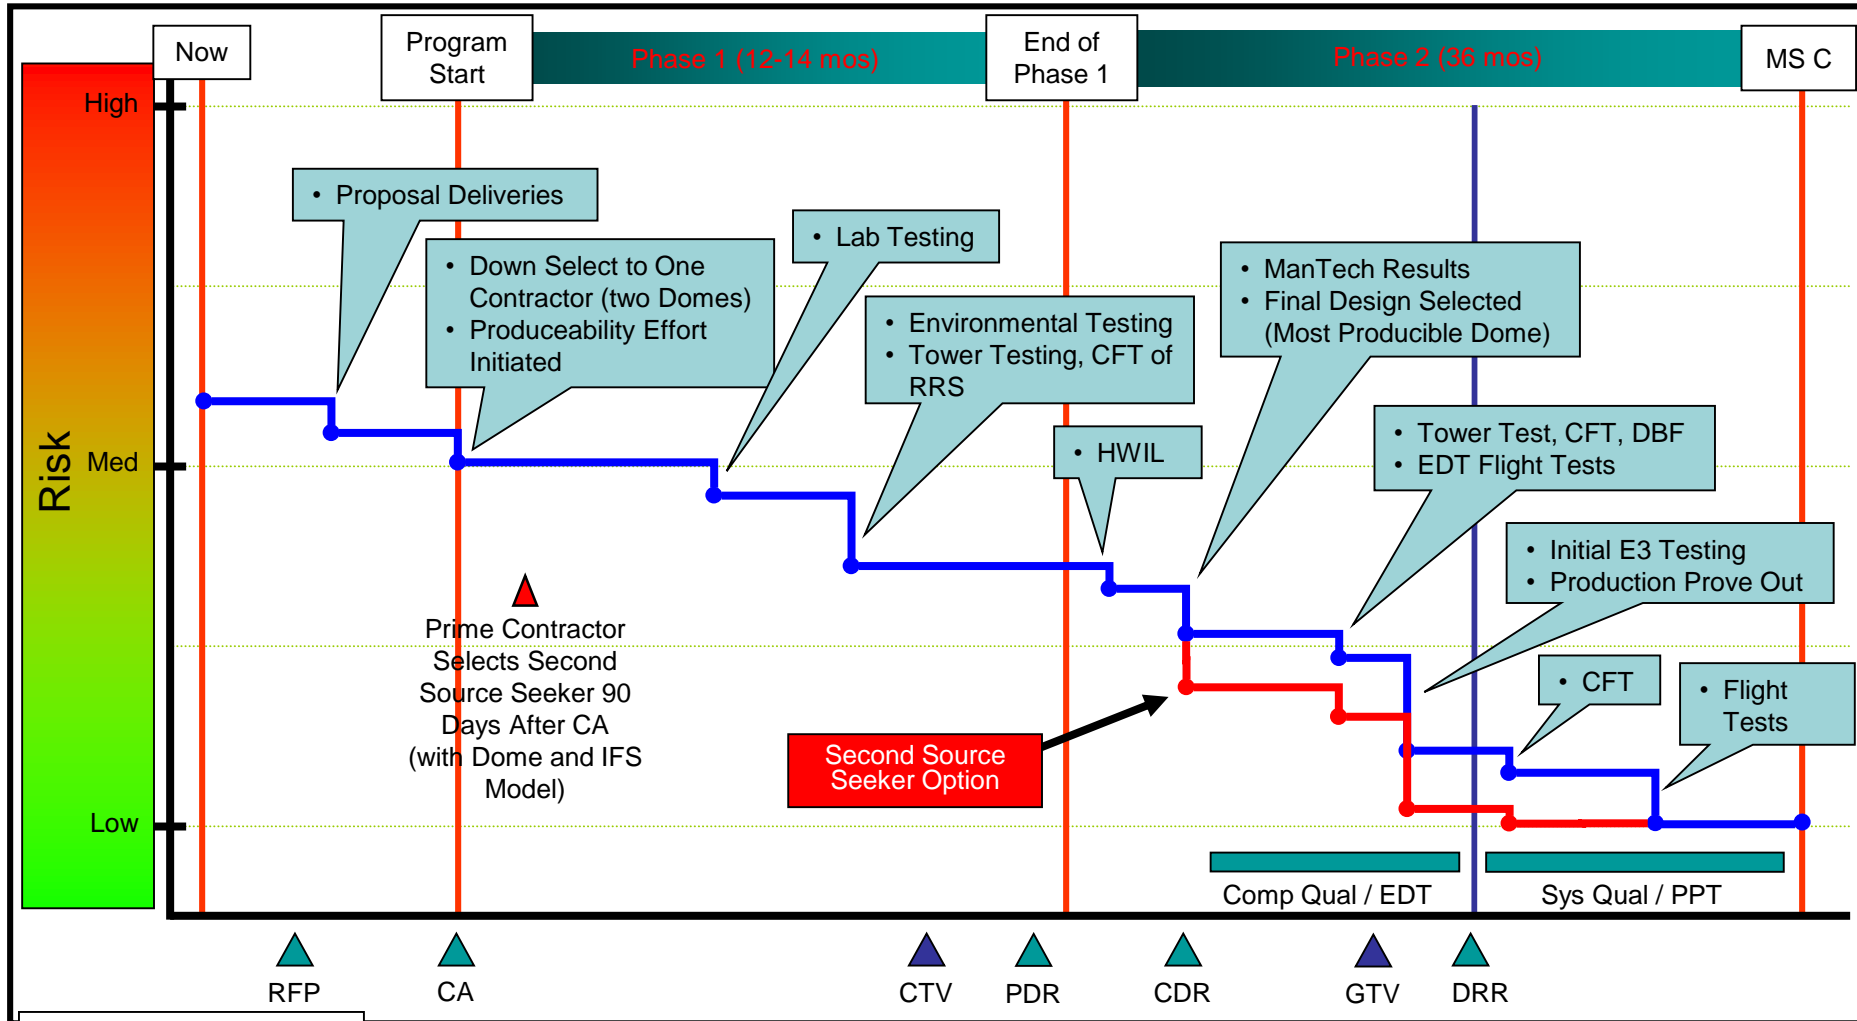 Now
Program
Start
Phase 1 (12-14 mos)
End of
Phase 1
Phase 2 (36 mos)
MS C
High
Med
Low
Risk
• Proposal Deliveries
• Down Select to One
Contractor (two Domes)
• Produceability Effort
Initiated
• Lab Testing
• Environmental Testing
• Tower Testing, CFT of
RRS
• HWIL
• ManTech Results
• Final Design Selected
(Most Producible Dome)
• Tower Test, CFT, DBF
• EDT Flight Tests
• Initial E3 Testing
• Production Prove Out
• CFT
• Flight
Tests
Prime Contractor
Selects Second
Source Seeker 90
Days After CA
(with Dome and IFS
Model)
Second Source
Seeker Option
Comp Qual / EDT
Sys Qual / PPT
RFP
CA
CTV
PDR
CDR
GTV
DRR